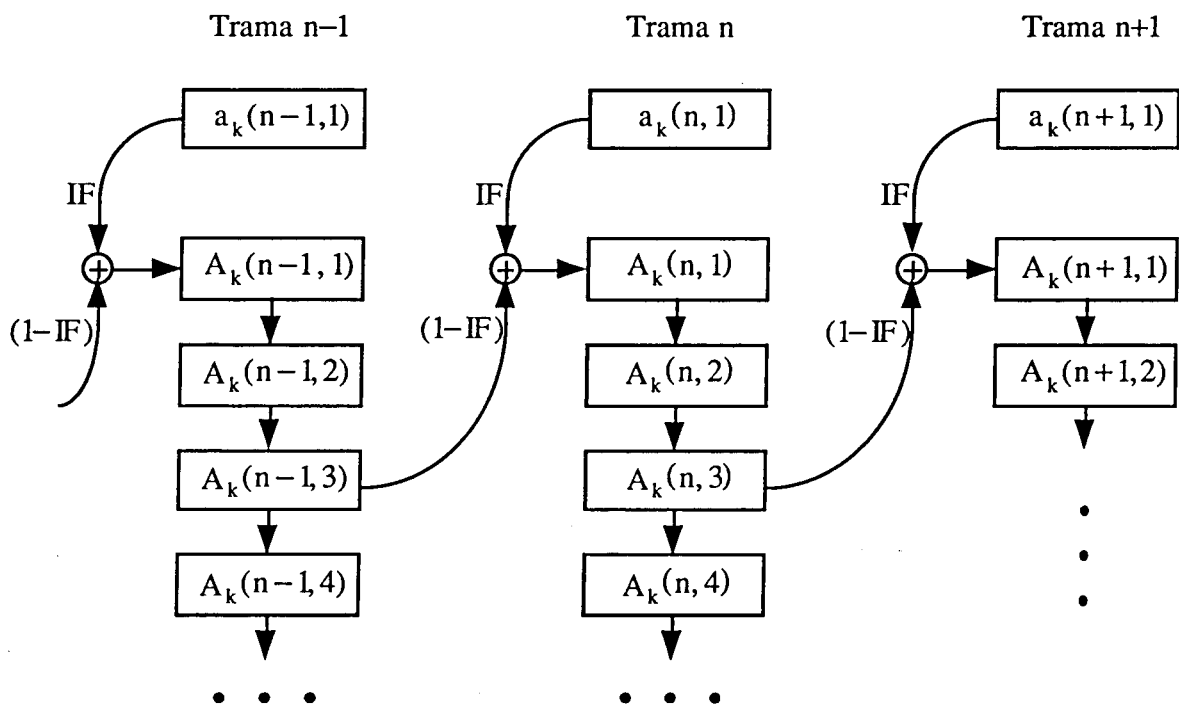 Trama n−1 Trama n Trama n+1
a_k(n−1,1) a_k(n,1) a_k(n+1,1)
IF IF IF
A_k(n−1,1) A_k(n,1) A_k(n+1,1)
(1−IF) (1−IF) (1−IF)
A_k(n−1,2) A_k(n,2) A_k(n+1,2)
A_k(n−1,3) A_k(n,3)
A_k(n−1,4) A_k(n,4)